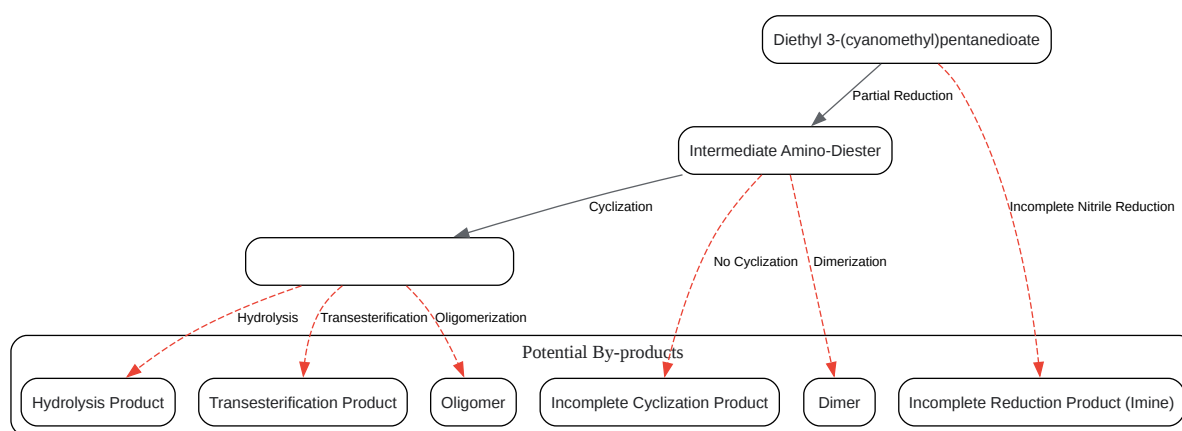 Diethyl 3-(cyanomethyl)pentanedioate
Partial Reduction
Intermediate Amino-Diester
Cyclization
Incomplete Nitrile Reduction
No Cyclization
Dimerization
Hydrolysis
Transesterification
Oligomerization
Potential By-products
Hydrolysis Product
Transesterification Product
Oligomer
Incomplete Cyclization Product
Dimer
Incomplete Reduction Product (Imine)